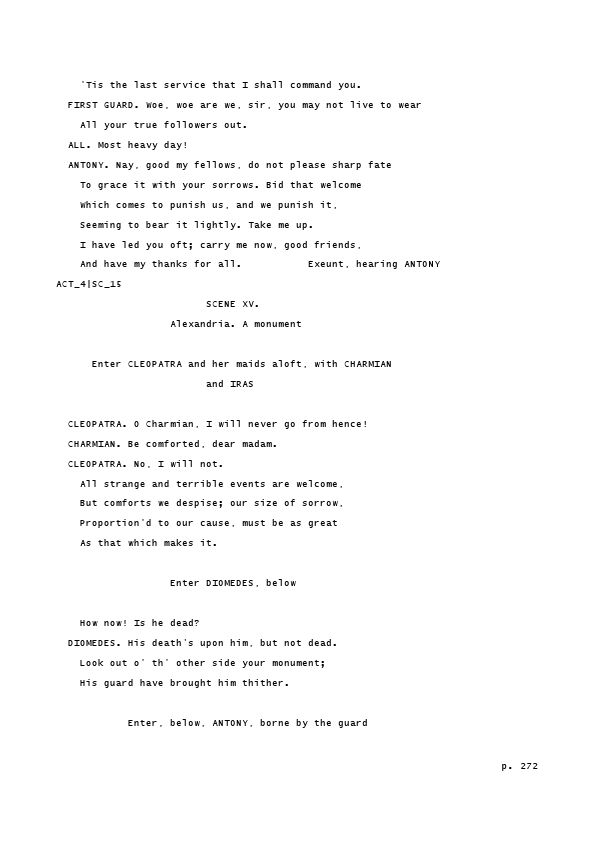 'Tis the last service that I shall command you.
FIRST GUARD. Woe, woe are we, sir, you may not live to wear
All your true followers out.
ALL. Most heavy day!
ANTONY. Nay, good my fellows, do not please sharp fate
To grace it with your sorrows. Bid that welcome
Which comes to punish us, and we punish it,
Seeming to bear it lightly. Take me up.
I have led you oft; carry me now, good friends,
And have my thanks for all. Exeunt, hearing ANTONY
ACT_4|SC_15
SCENE XV.
Alexandria. A monument
Enter CLEOPATRA and her maids aloft, with CHARMIAN
and IRAS
CLEOPATRA. O Charmian, I will never go from hence!
CHARMIAN. Be comforted, dear madam.
CLEOPATRA. No, I will not.
All strange and terrible events are welcome,
But comforts we despise; our size of sorrow,
Proportion'd to our cause, must be as great
As that which makes it.
Enter DIOMEDES, below
How now! Is he dead?
DIOMEDES. His death's upon him, but not dead.
Look out o' th' other side your monument;
His guard have brought him thither.
Enter, below, ANTONY, borne by the guard
p. 272